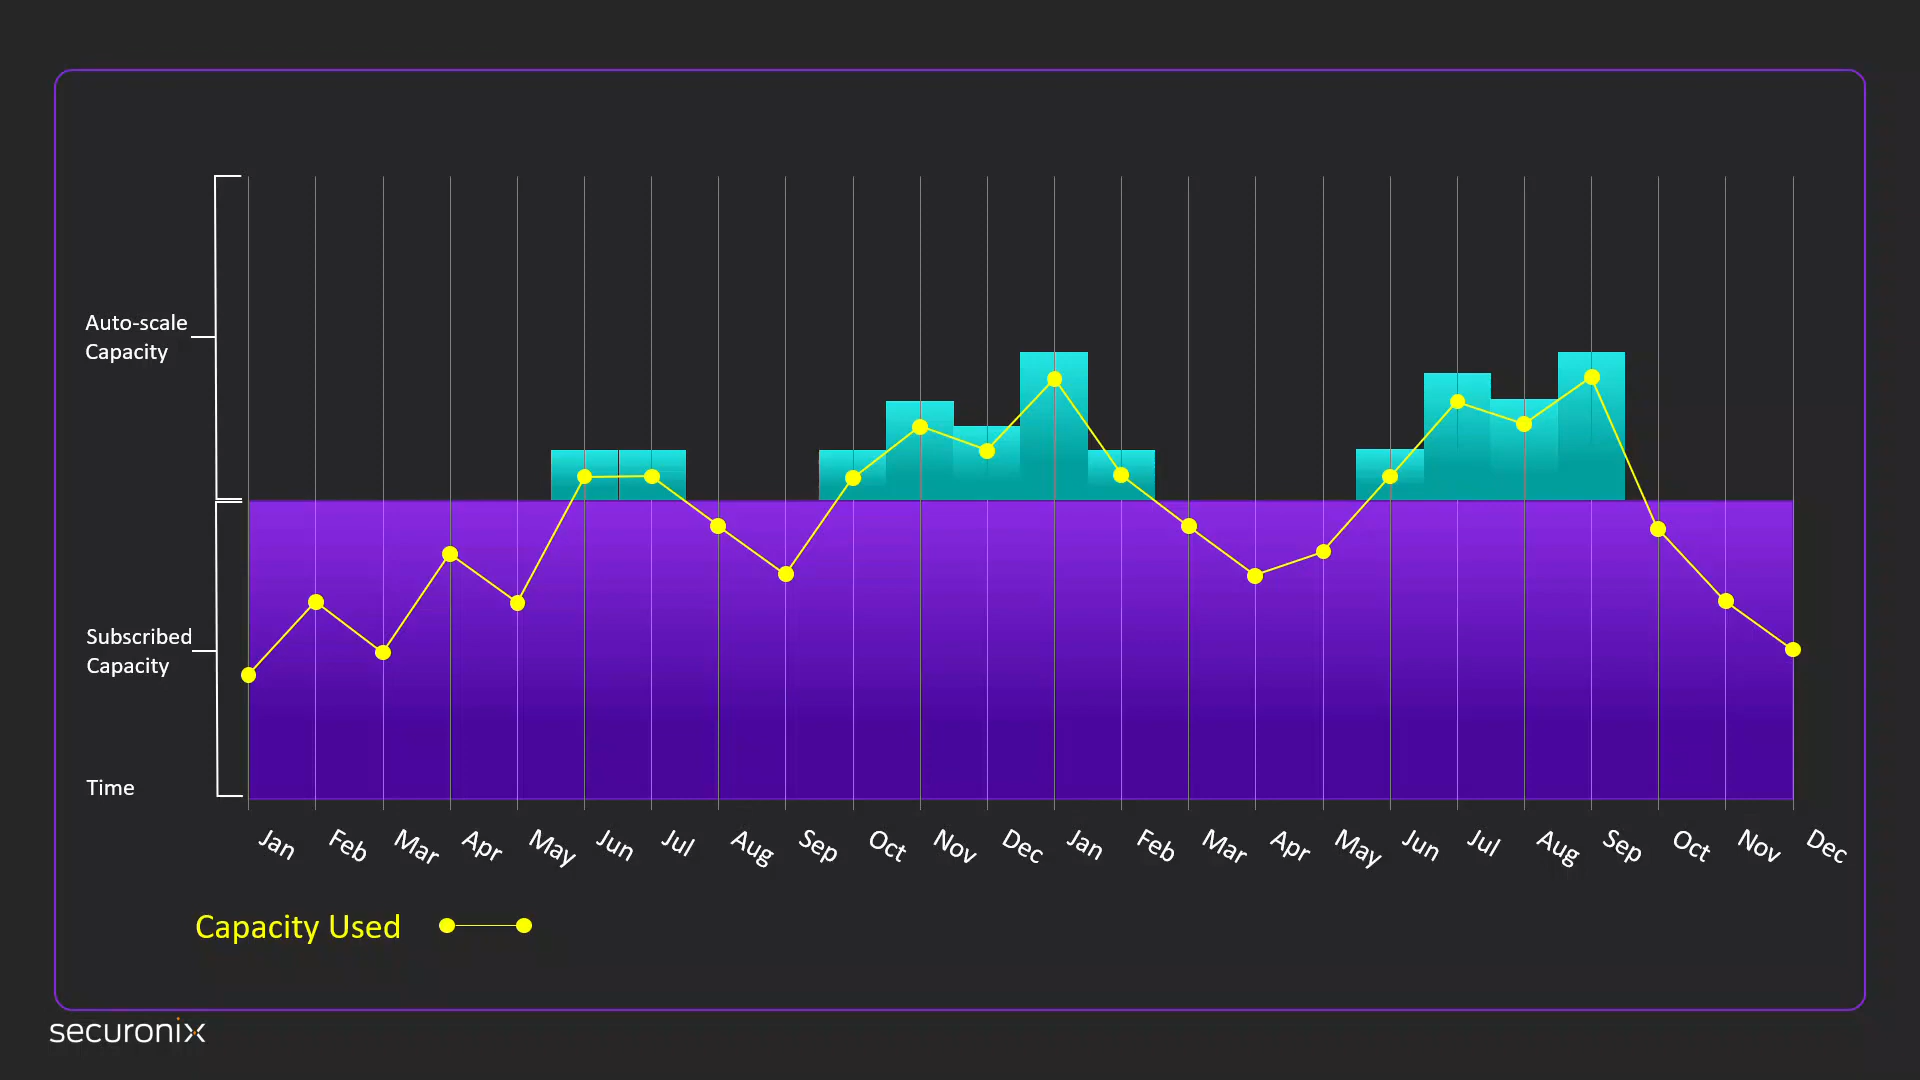 Auto-scale
Capacity
Subscribed
Capacity
Time
Jan Feb Mar Apr May Jun Jul Aug Sep Oct Nov Dec Jan Feb Mar Apr May Jun Jul Aug Sep Oct Nov Dec
Capacity Used
securonix